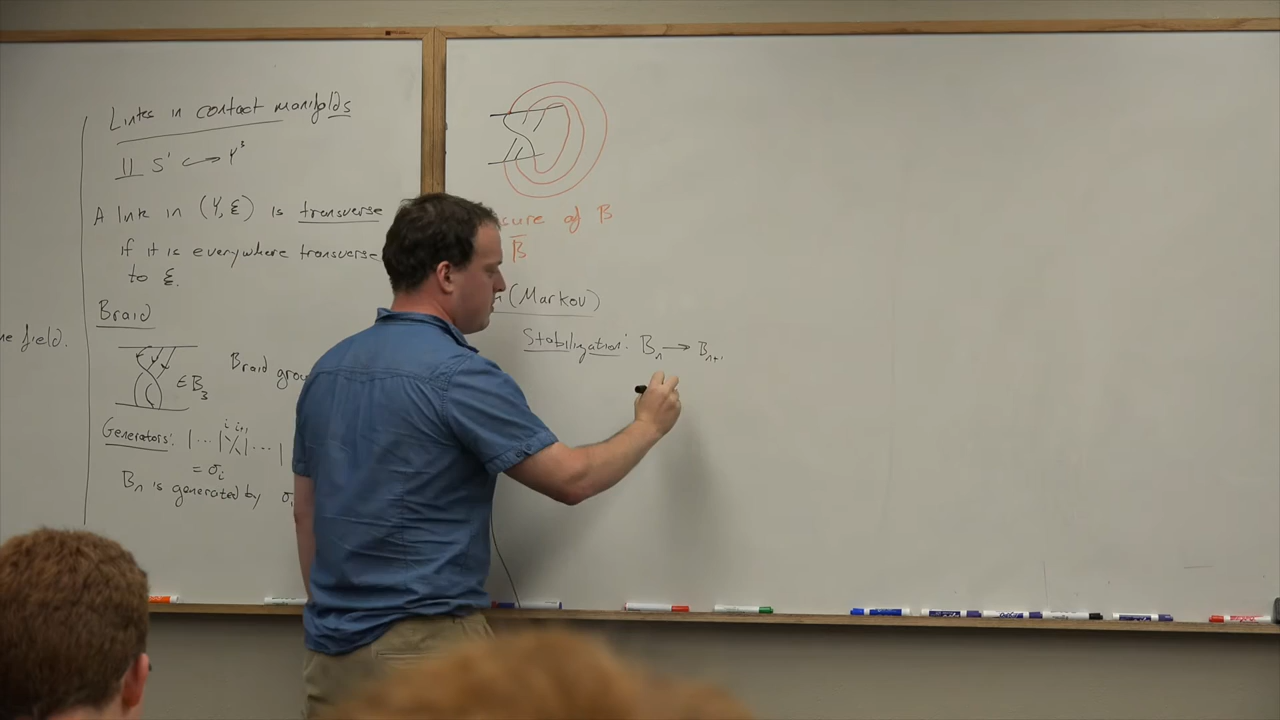 ne field.
Links in contact manifolds
∐ S¹ ↪ Y³
A link in (Y, ξ) is transverse
if it is everywhere transverse
to ξ.
Braid
∈ B₃
Braid grou
Generators: | ... | i i+1 | ... |
= σᵢ
Bₙ is generated by σ
sure of B
B̄
(Markov)
Stabilization: Bₙ → Bₙ₊₁